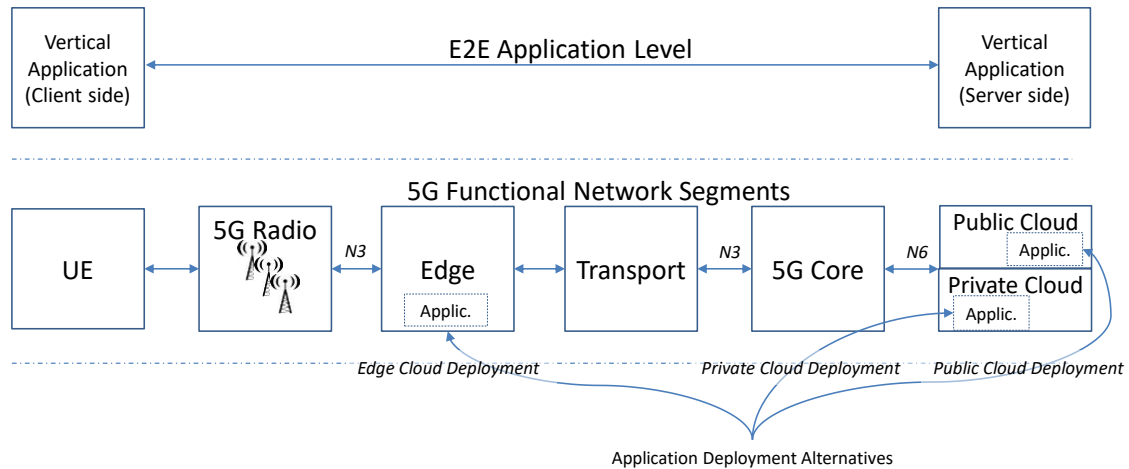 Vertical
Application
(Client side)
E2E Application Level
Vertical
Application
(Server side)
5G Functional Network Segments
UE
5G Radio
N3
Edge
Applic.
Transport
N3
5G Core
N6
Public Cloud
Applic.
Private Cloud
Applic.
Edge Cloud Deployment
Private Cloud Deployment
Public Cloud Deployment
Application Deployment Alternatives